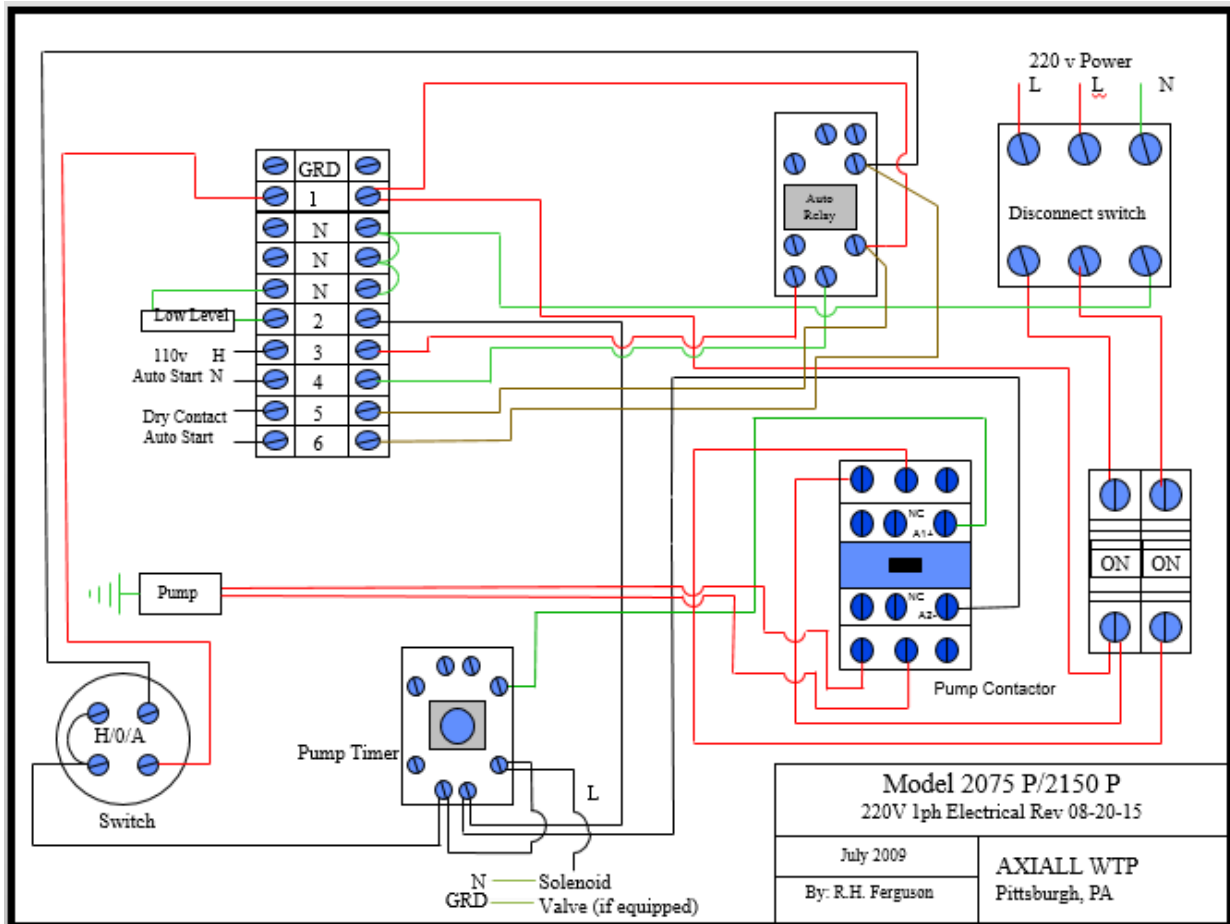 220 v Power
L L N
Disconnect switch
Auto
Relay
GRD
1
N
N
N
2
3
4
5
6
Low Level
110v H
Auto Start N
Dry Contact
Auto Start
Pump
H/0/A
Switch
Pump Timer
L
N Solenoid
GRD Valve (if equipped)
NC
A1+
NC
A2-
Pump Contactor
ON ON
Model 2075 P/2150 P
220V 1ph Electrical Rev 08-20-15
July 2009
By: R.H. Ferguson
AXIALL WTP
Pittsburgh, PA